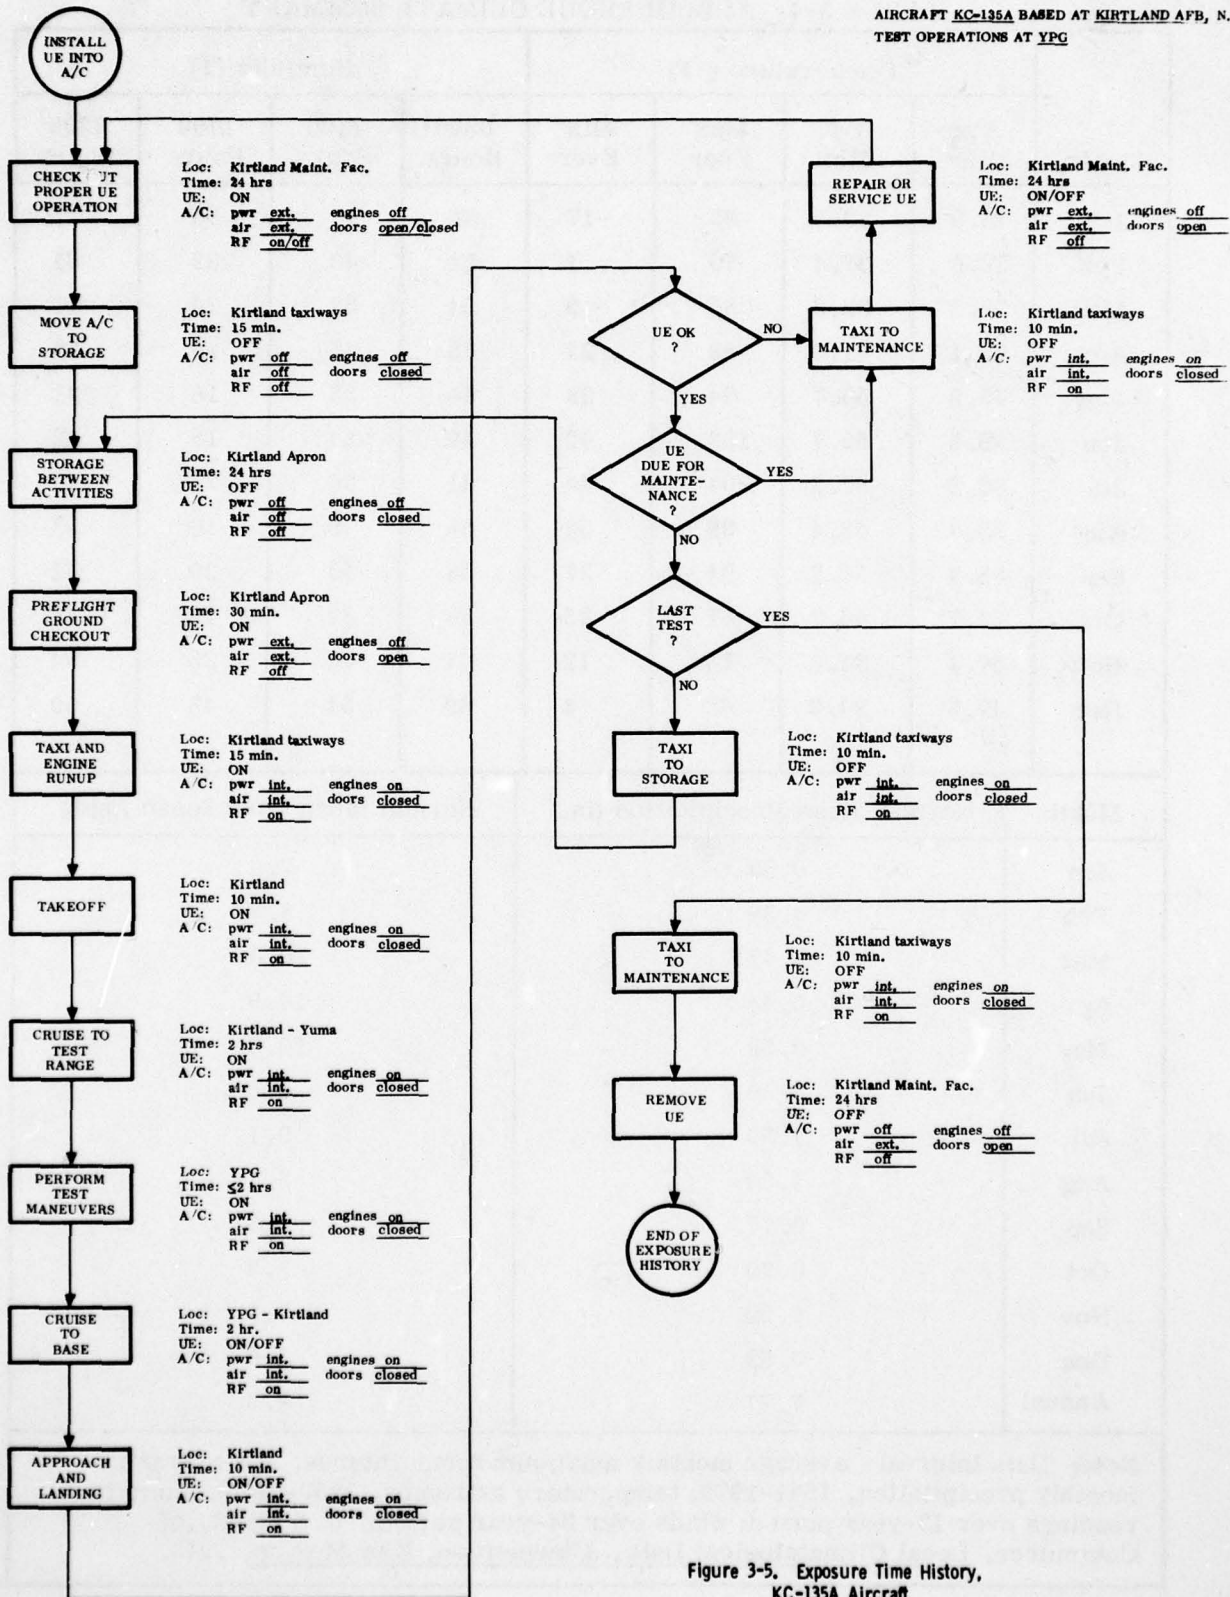 AIRCRAFT KC-135A BASED AT KIRTLAND AFB, N.
TEST OPERATIONS AT YPG
INSTALL
UE INTO
A/C
CHECK OUT
PROPER UE
OPERATION
Loc: Kirtland Maint. Fac.
Time: 24 hrs
UE: ON
A/C: pwr ext. engines off
air ext. doors open/closed
RF on/off
MOVE A/C
TO
STORAGE
Loc: Kirtland taxiways
Time: 15 min.
UE: OFF
A/C: pwr off engines off
air off doors closed
RF off
STORAGE
BETWEEN
ACTIVITIES
Loc: Kirtland Apron
Time: 24 hrs
UE: OFF
A/C: pwr off engines off
air off doors closed
RF off
PREFLIGHT
GROUND
CHECKOUT
Loc: Kirtland Apron
Time: 30 min.
UE: ON
A/C: pwr ext. engines off
air ext. doors open
RF off
TAXI AND
ENGINE
RUNUP
Loc: Kirtland taxiways
Time: 15 min.
UE: ON
A/C: pwr int. engines on
air int. doors closed
RF on
TAKEOFF
Loc: Kirtland
Time: 10 min.
UE: ON
A/C: pwr int. engines on
air int. doors closed
RF on
CRUISE TO
TEST
RANGE
Loc: Kirtland - Yuma
Time: 2 hrs
UE: ON
A/C: pwr int. engines on
air int. doors closed
RF on
PERFORM
TEST
MANEUVERS
Loc: YPG
Time: ≤2 hrs
UE: ON
A/C: pwr int. engines on
air int. doors closed
RF on
CRUISE
TO
BASE
Loc: YPG - Kirtland
Time: 2 hr.
UE: ON/OFF
A/C: pwr int. engines on
air int. doors closed
RF on
APPROACH
AND
LANDING
Loc: Kirtland
Time: 10 min.
UE: ON/OFF
A/C: pwr int. engines on
air int. doors closed
RF on
REPAIR OR
SERVICE UE
Loc: Kirtland Maint. Fac.
Time: 24 hrs
UE: ON/OFF
A/C: pwr ext. engines off
air ext. doors open
RF off
UE OK
?
NO
YES
TAXI TO
MAINTENANCE
Loc: Kirtland taxiways
Time: 10 min.
UE: OFF
A/C: pwr int. engines on
air int. doors closed
RF on
UE
DUE FOR
MAINTE-
NANCE
?
YES
NO
LAST
TEST
?
YES
NO
TAXI
TO
STORAGE
Loc: Kirtland taxiways
Time: 10 min.
UE: OFF
A/C: pwr int. engines on
air int. doors closed
RF on
TAXI
TO
MAINTENANCE
Loc: Kirtland taxiways
Time: 10 min.
UE: OFF
A/C: pwr int. engines on
air int. doors closed
RF on
REMOVE
UE
Loc: Kirtland Maint. Fac.
Time: 24 hrs
UE: OFF
A/C: pwr off engines off
air ext. doors open
RF off
END OF
EXPOSURE
HISTORY
Figure 3-5. Exposure Time History,
KC-135A Aircraft